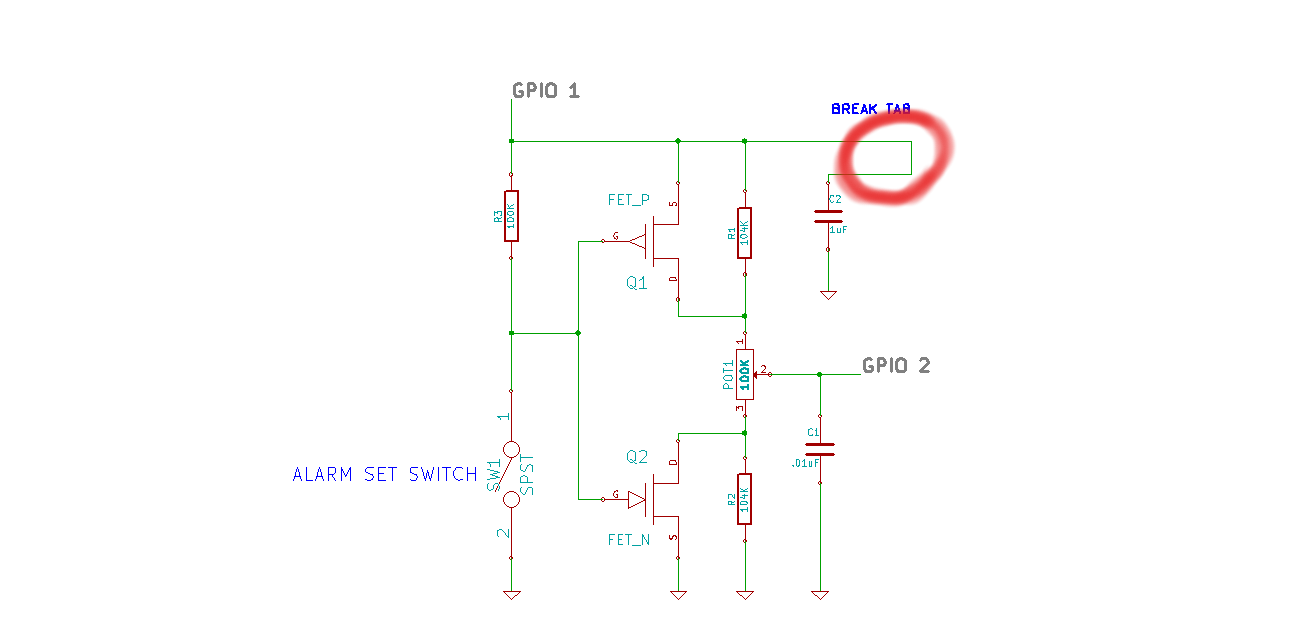 GPIO 1
BREAK TAB
R3
100K
FET_P
S
G
D
Q1
R1
104K
C2
1uF
POT1
100K
1
2
3
GPIO 2
C1
.01uF
ALARM SET SWITCH
SW1
SPST
1
2
Q2
D
G
S
FET_N
R2
104K